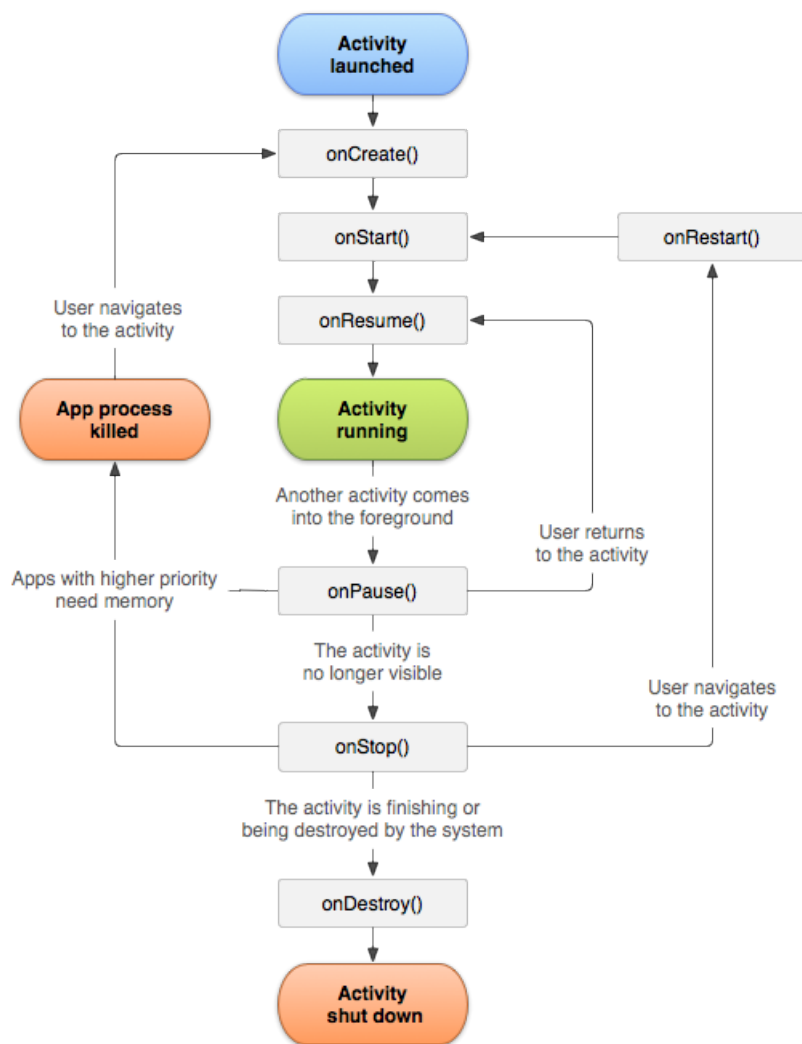 Activity
launched
onCreate()
onStart()
onRestart()
User navigates
to the activity
onResume()
App process
killed
Activity
running
Another activity comes
into the foreground
User returns
to the activity
Apps with higher priority
need memory
onPause()
The activity is
no longer visible
User navigates
to the activity
onStop()
The activity is finishing or
being destroyed by the system
onDestroy()
Activity
shut down